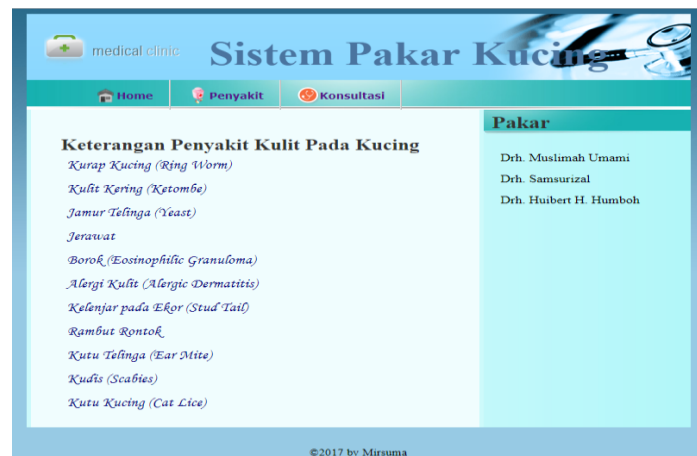 medical clinic
Sistem Pakar Kucing
Home
Penyakit
Konsultasi
Keterangan Penyakit Kulit Pada Kucing
Kurap Kucing (Ring Worm)
Kulit Kering (Ketombe)
Jamur Telinga (Yeast)
Jerawat
Borok (Eosinophilic Granuloma)
Alergi Kulit (Alergic Dermatitis)
Kelenjar pada Ekor (Stud Tail)
Rambut Rontok
Kutu Telinga (Ear Mite)
Kudis (Scabies)
Kutu Kucing (Cat Lice)
Pakar
Drh. Muslimah Umami
Drh. Samsurizal
Drh. Huibert H. Humboh
©2017 by Mirsuma